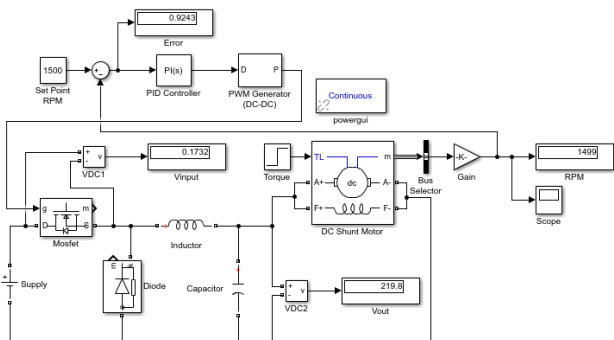 0.9243
Error
1500
Set Point
RPM
+
-
PI(s)
PID Controller
D
P
PWM Generator
(DC-DC)
Continuous
powergui
+
-
v
VDC1
0.1732
Vinput
Torque
TL
m
A+
dc
A-
F+
F-
DC Shunt Motor
Bus
Selector
-K-
Gain
1499
RPM
Scope
g
m
D
S
Mosfet
+
Inductor
+
Supply
m
Diode
+
Capacitor
+
-
v
VDC2
219.8
Vout